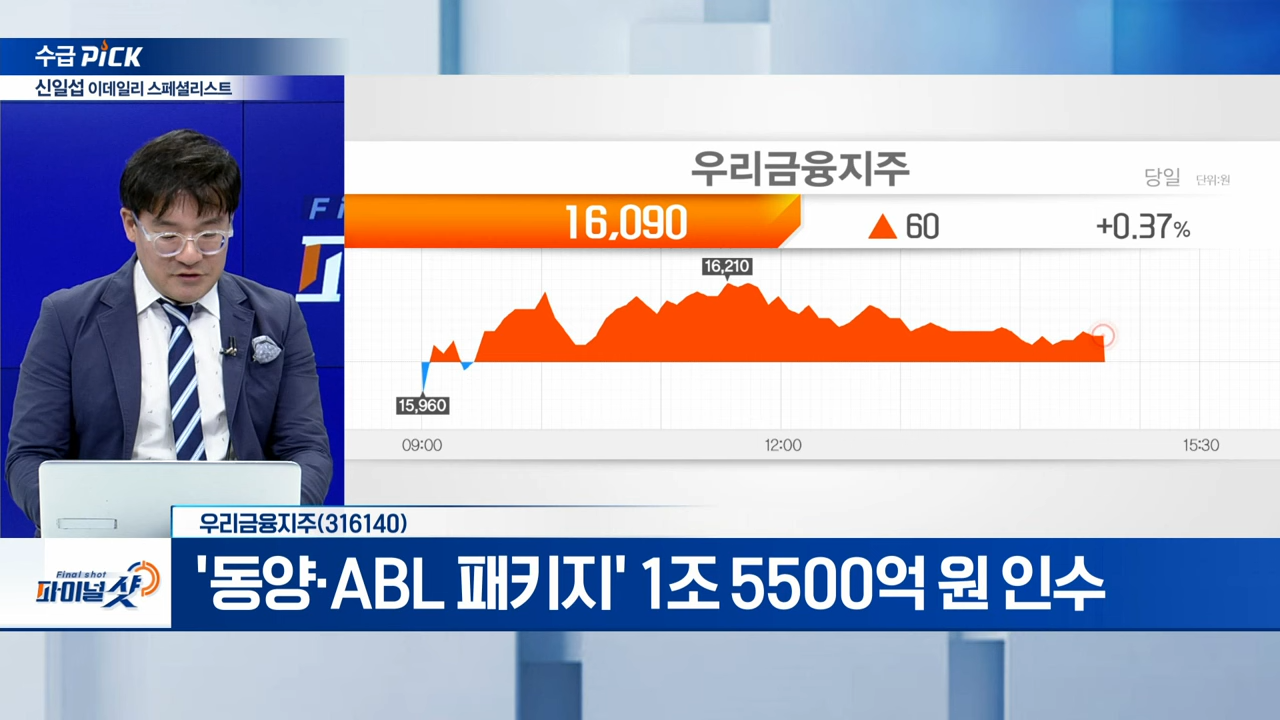 수급 PiCK
신일섭 이데일리 스페셜리스트
우리금융지주
당일 단위:원
16,090 ▲ 60 +0.37%
16,210
15,960
09:00 12:00 15:30
우리금융지주(316140)
Final shot
파이널샷
'동양·ABL 패키지' 1조 5500억 원 인수